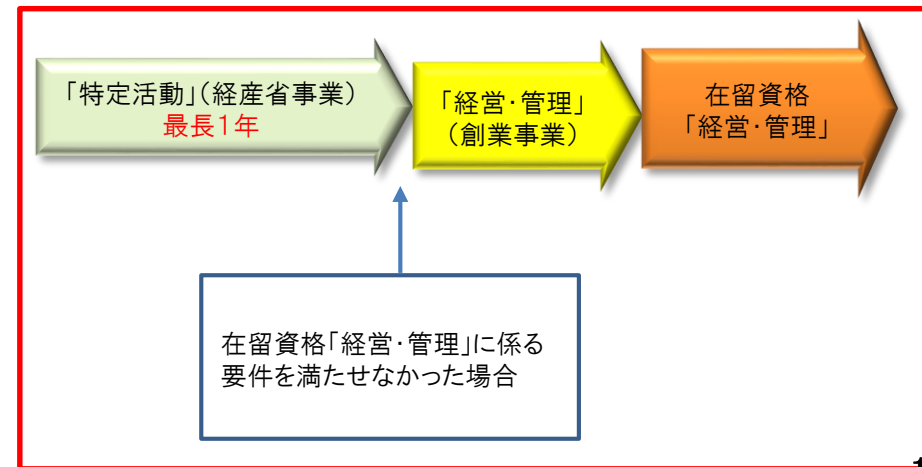 「特定活動」(経産省事業)
最長1年
「経営・管理」
(創業事業)
在留資格
「経営・管理」
在留資格「経営・管理」に係る
要件を満たせなかった場合